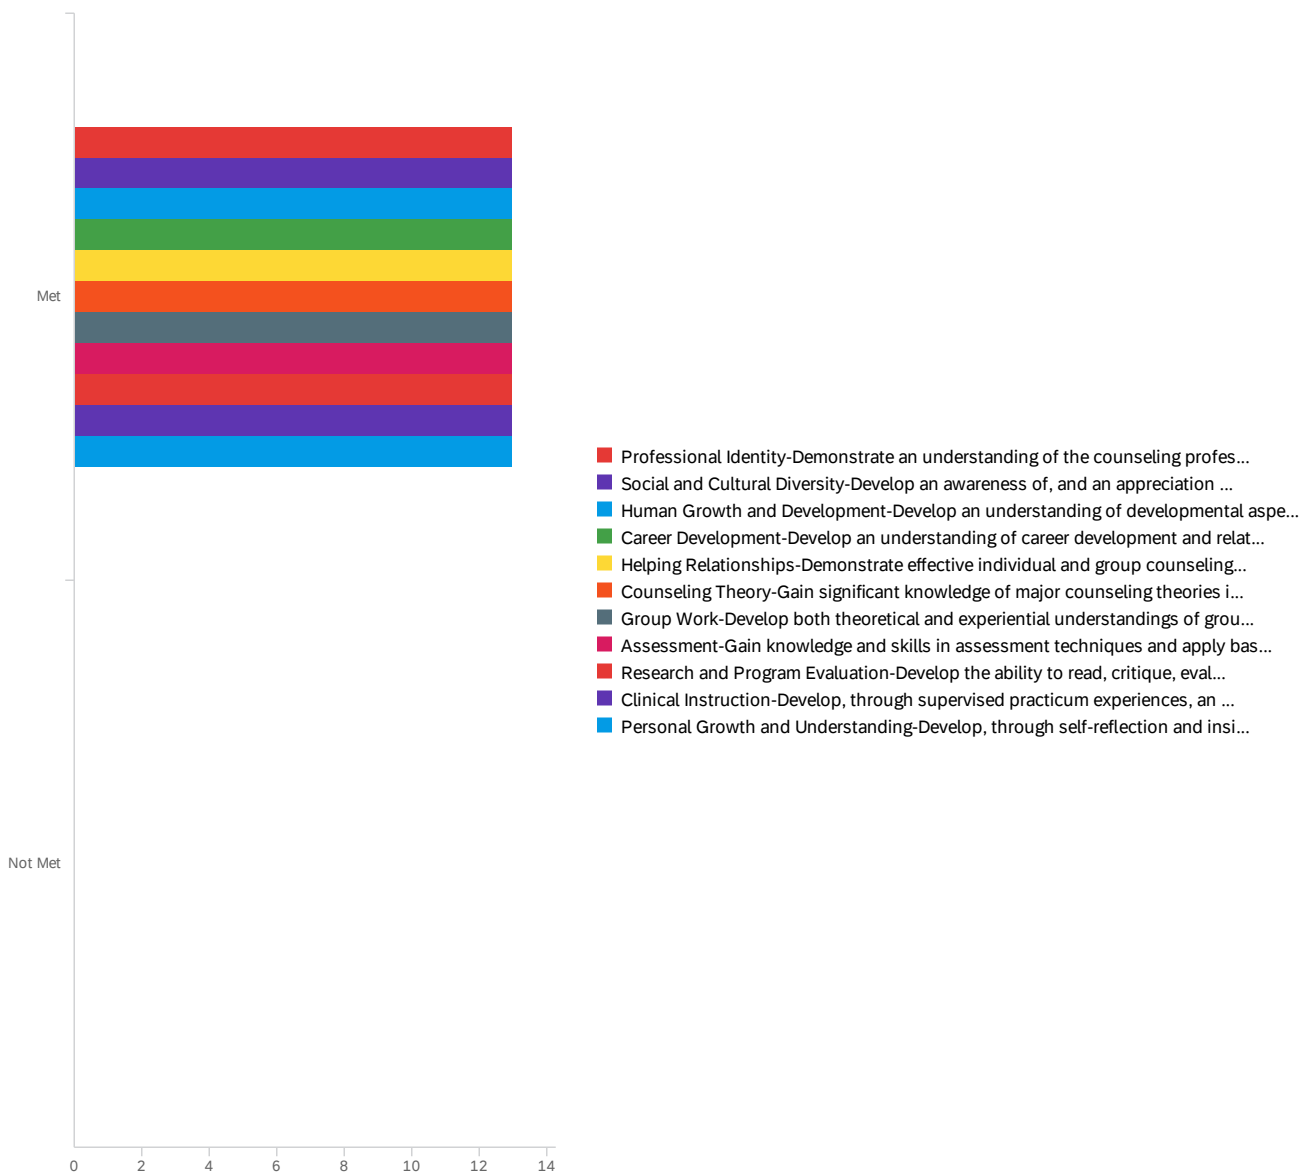 Met
Professional Identity-Demonstrate an understanding of the counseling profes...
Social and Cultural Diversity-Develop an awareness of, and an appreciation ...
Human Growth and Development-Develop an understanding of developmental aspe...
Career Development-Develop an understanding of career development and relat...
Helping Relationships-Demonstrate effective individual and group counseling...
Counseling Theory-Gain significant knowledge of major counseling theories i...
Group Work-Develop both theoretical and experiential understandings of grou...
Assessment-Gain knowledge and skills in assessment techniques and apply bas...
Research and Program Evaluation-Develop the ability to read, critique, eval...
Clinical Instruction-Develop, through supervised practicum experiences, an ...
Personal Growth and Understanding-Develop, through self-reflection and insi...
Not Met
0 2 4 6 8 10 12 14